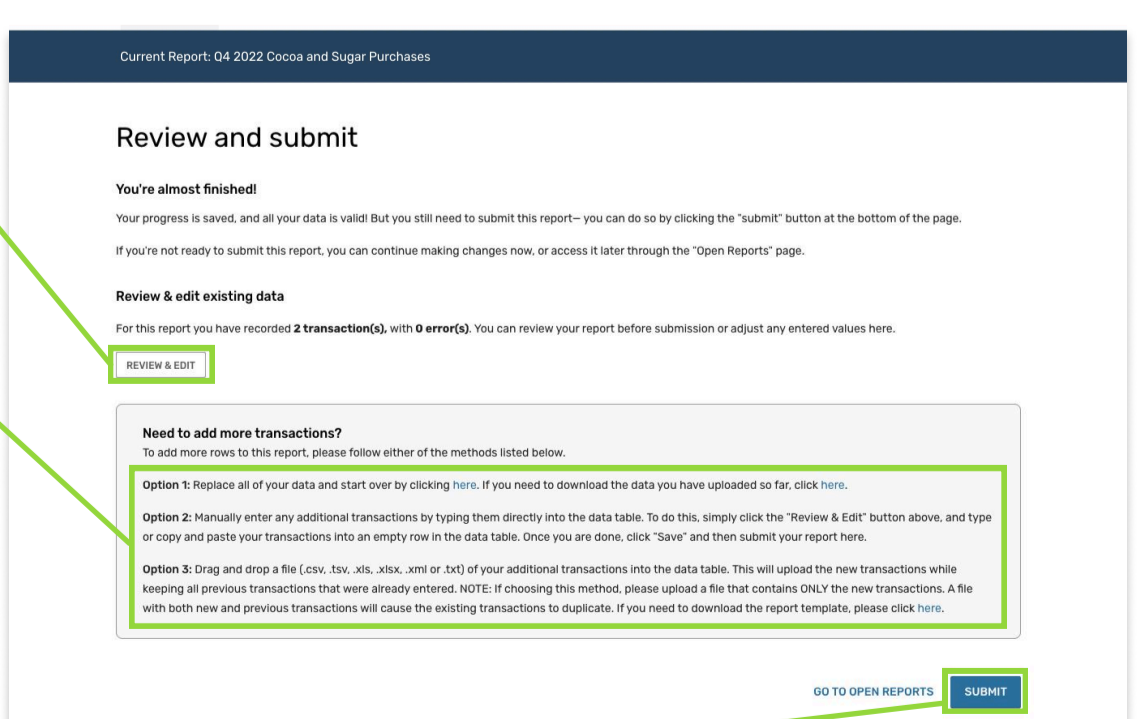 Current Report: Q4 2022 Cocoa and Sugar Purchases
Review and submit
You're almost finished!
Your progress is saved, and all your data is valid! But you still need to submit this report— you can do so by clicking the "submit" button at the bottom of the page.
If you're not ready to submit this report, you can continue making changes now, or access it later through the "Open Reports" page.
Review & edit existing data
For this report you have recorded 2 transaction(s), with 0 error(s). You can review your report before submission or adjust any entered values here.
REVIEW & EDIT
Need to add more transactions?
To add more rows to this report, please follow either of the methods listed below.
Option 1: Replace all of your data and start over by clicking here. If you need to download the data you have uploaded so far, click here.
Option 2: Manually enter any additional transactions by typing them directly into the data table. To do this, simply click the "Review & Edit" button above, and type
or copy and paste your transactions into an empty row in the data table. Once you are done, click "Save" and then submit your report here.
Option 3: Drag and drop a file (.csv, .tsv, .xls, .xlsx, .xml or .txt) of your additional transactions into the data table. This will upload the new transactions while
keeping all previous transactions that were already entered. NOTE: If choosing this method, please upload a file that contains ONLY the new transactions. A file
with both new and previous transactions will cause the existing transactions to duplicate. If you need to download the report template, please click here.
GO TO OPEN REPORTS SUBMIT